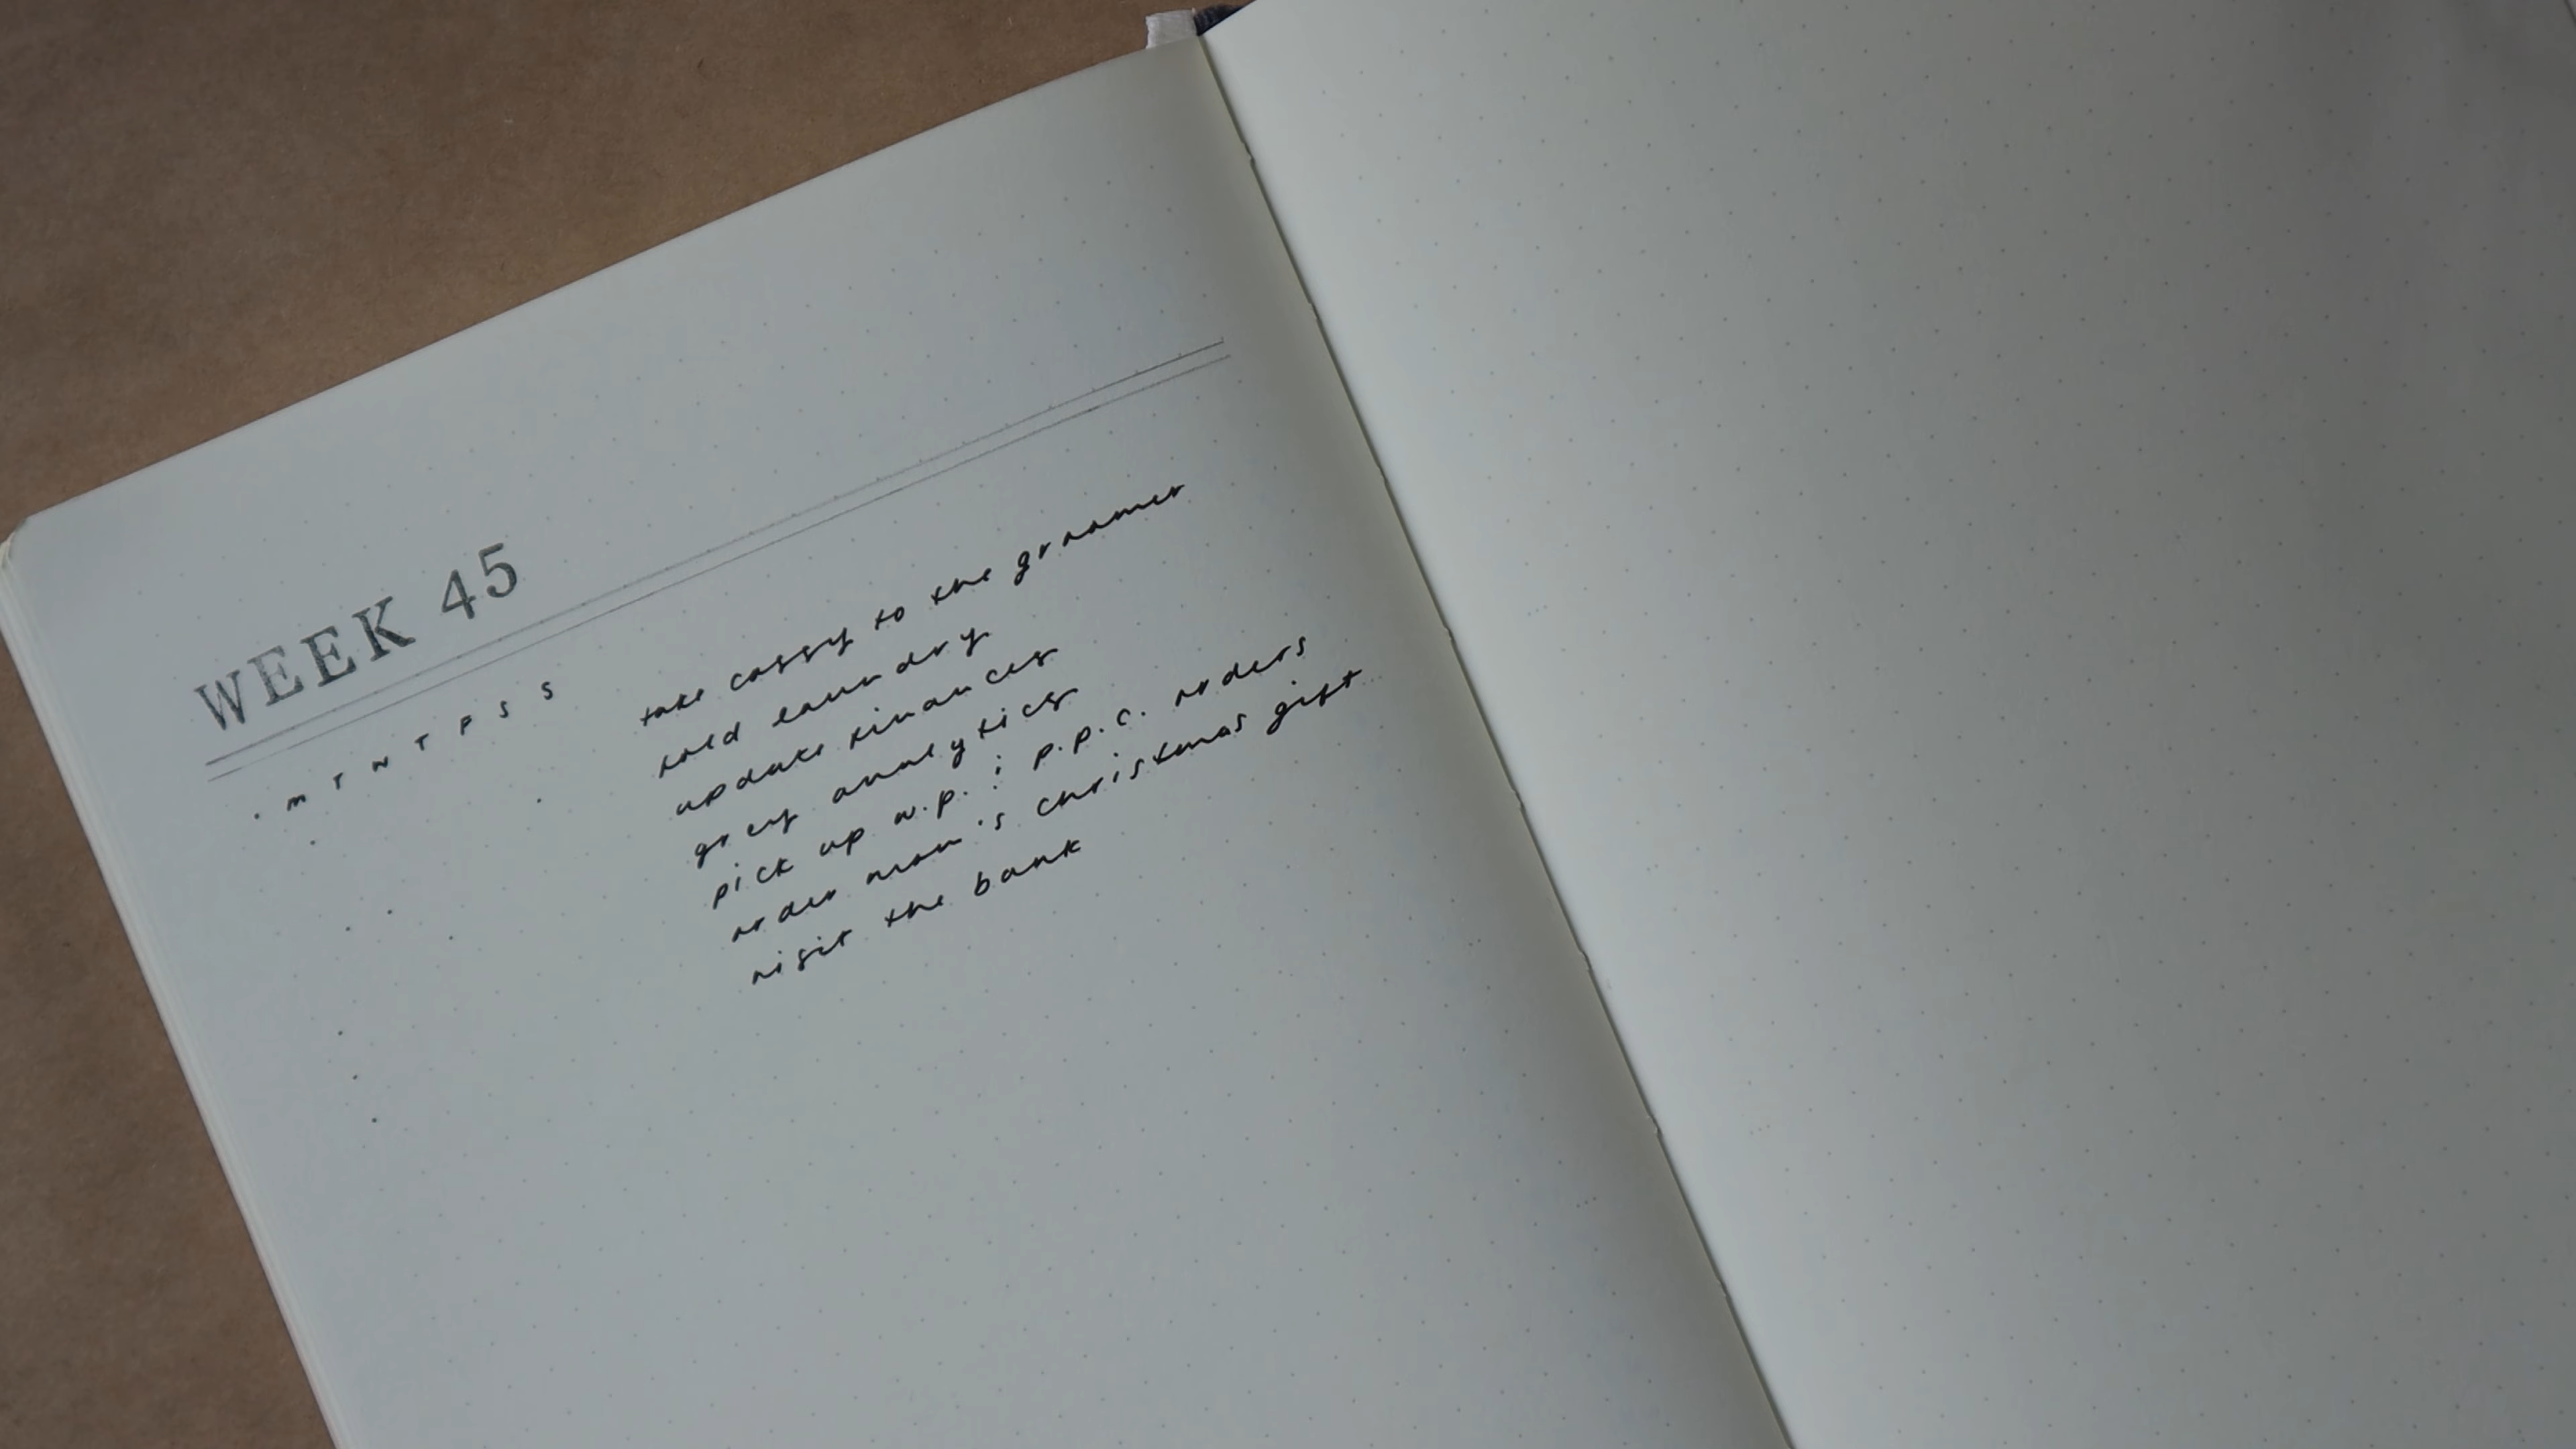 WEEK 45
. M T W T F S S
take cassy to the groomer
fold laundry
update finances
grey analytics
pick up w.p. & p.p.c. orders
order mom's christmas gift
visit the bank